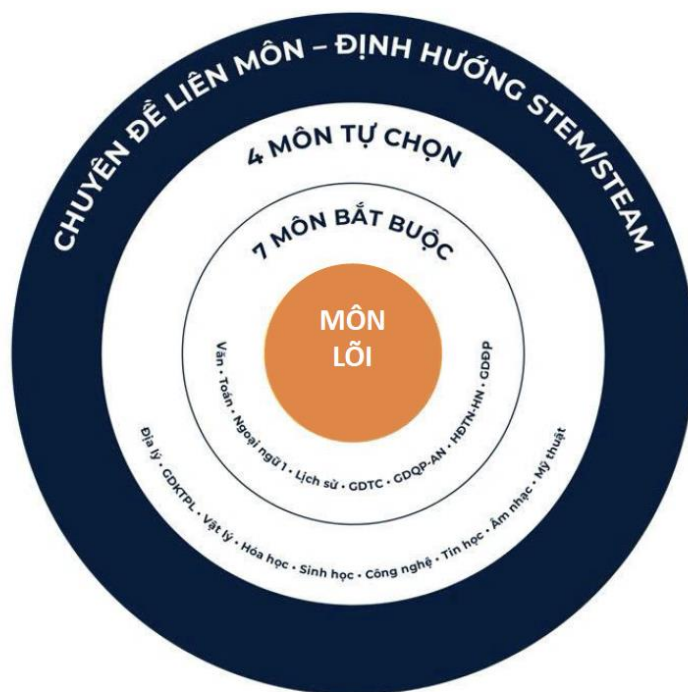 CHUYÊN ĐỀ LIÊN MÔN – ĐỊNH HƯỚNG STEM/STEAM
4 MÔN TỰ CHỌN
7 MÔN BẮT BUỘC
MÔN
LÕI
Văn • Toán • Ngoại ngữ 1 • Lịch sử • GDTC • GDQP-AN • HĐTN-HN • GDĐP
Địa lý • GDKTPL • Vật lý • Hóa học • Sinh học • Công nghệ • Tin học • Âm nhạc • Mỹ thuật